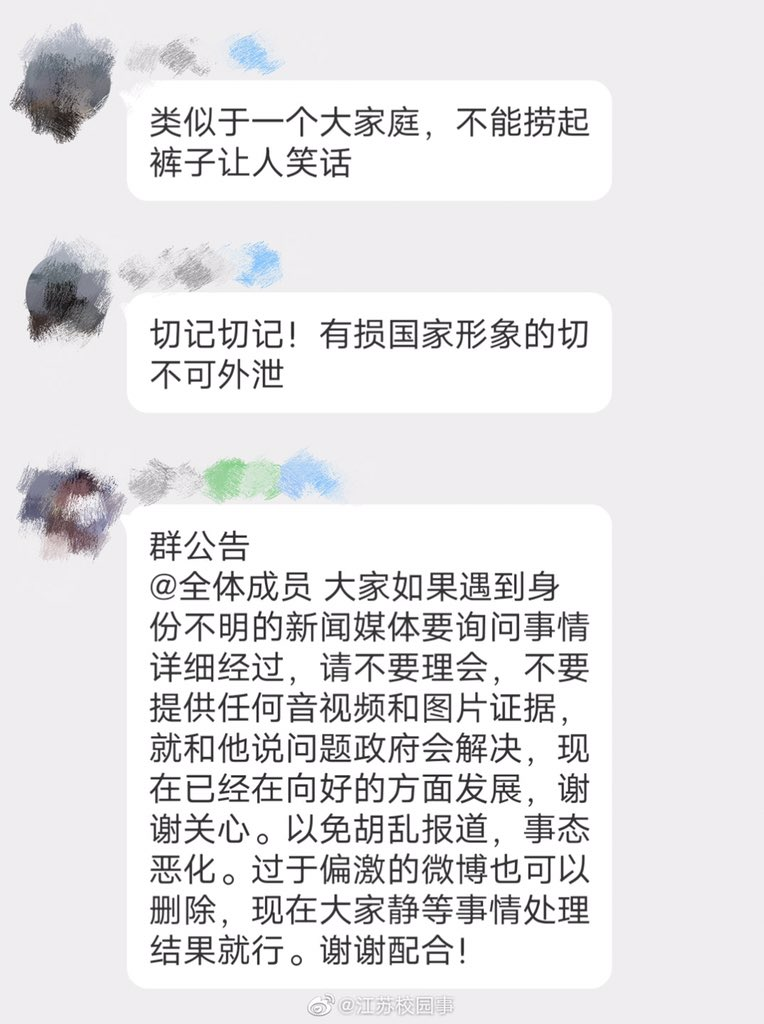 类似于一个大家庭，不能捞起
裤子让人笑话
切记切记！有损国家形象的切
不可外泄
群公告
@全体成员 大家如果遇到身
份不明的新闻媒体要询问事情
详细经过，请不要理会，不要
提供任何音视频和图片证据，
就和他说问题政府会解决，现
在已经在向好的方面发展，谢
谢关心。以免胡乱报道，事态
恶化。过于偏激的微博也可以
删除，现在大家静等事情处理
结果就行。谢谢配合！
@江苏校园事